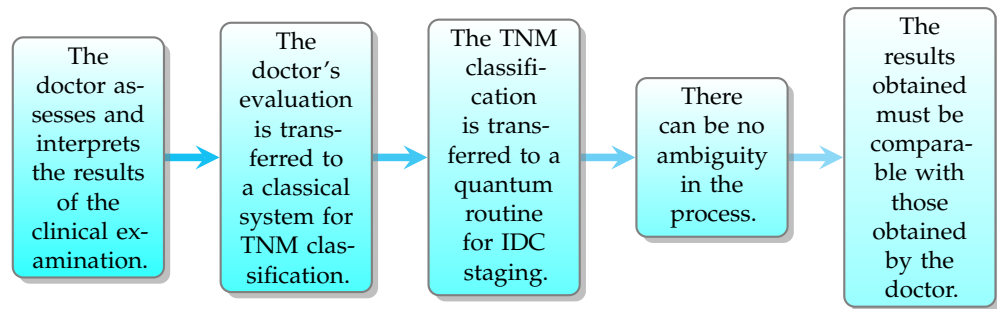 The
doctor as-
sesses and
interprets
the results
of the
clinical ex-
amination.
The
doctor's
evaluation
is trans-
ferred to
a classical
system for
TNM clas-
sification.
The TNM
classifi-
cation
is trans-
ferred to a
quantum
routine
for IDC
staging.
There
can be no
ambiguity
in the
process.
The
results
obtained
must be
compara-
ble with
those
obtained
by the
doctor.